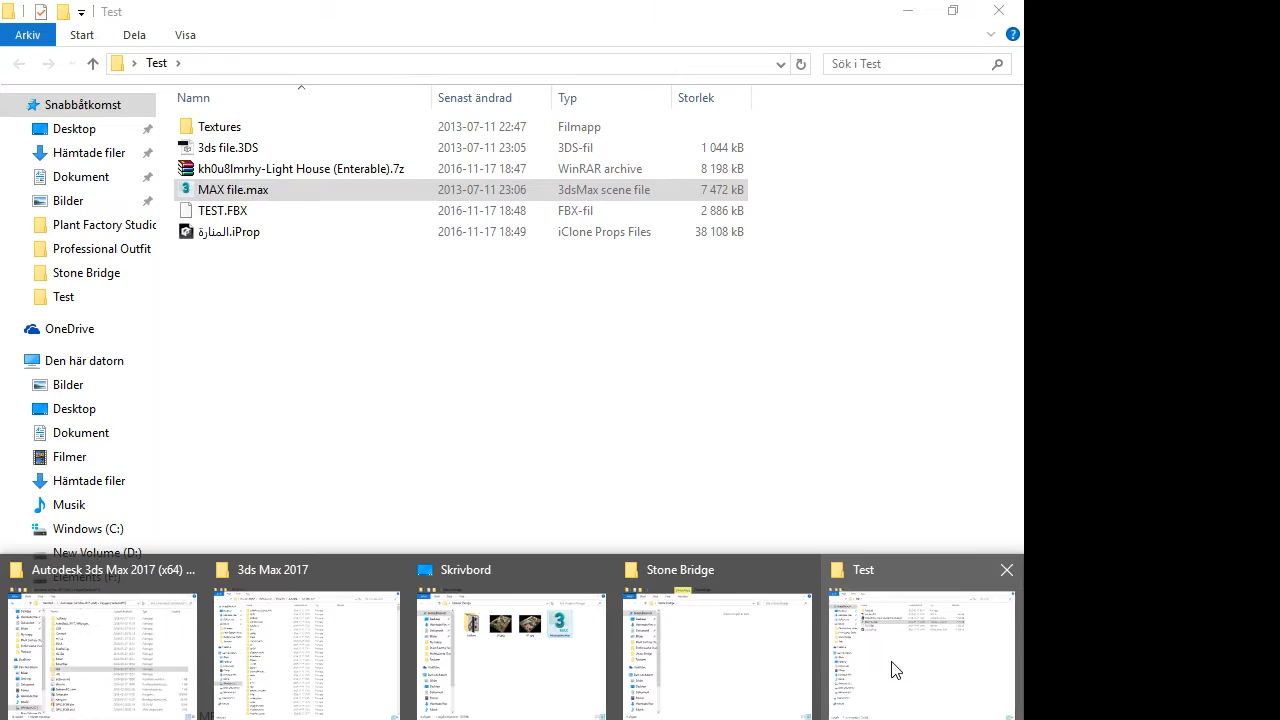 Test
Arkiv
Start
Dela
Visa
Test
Sök i Test
Namn
Senast ändrad
Typ
Storlek
Textures
2013-07-11 22:47
Filmapp
3ds file.3DS
2013-07-11 23:05
3DS-fil
1 044 kB
kh0u8lmrhy-Light House (Enterable).7z
2016-11-17 18:47
WinRAR archive
8 198 kB
MAX file.max
2013-07-11 23:06
3dsMax scene file
7 472 kB
TEST.FBX
2016-11-17 18:48
FBX-fil
2 886 kB
المنارة.iProp
2016-11-17 18:49
iClone Props Files
38 108 kB
Snabbåtkomst
Desktop
Hämtade filer
Dokument
Bilder
Plant Factory Studic
Professional Outfit
Stone Bridge
Test
OneDrive
Den här datorn
Bilder
Desktop
Dokument
Filmer
Hämtade filer
Musik
Windows (C:)
New Volume (D:)
Elements (F:)
Autodesk 3ds Max 2017 (x64) ...
3ds Max 2017
Skrivbord
Stone Bridge
Test